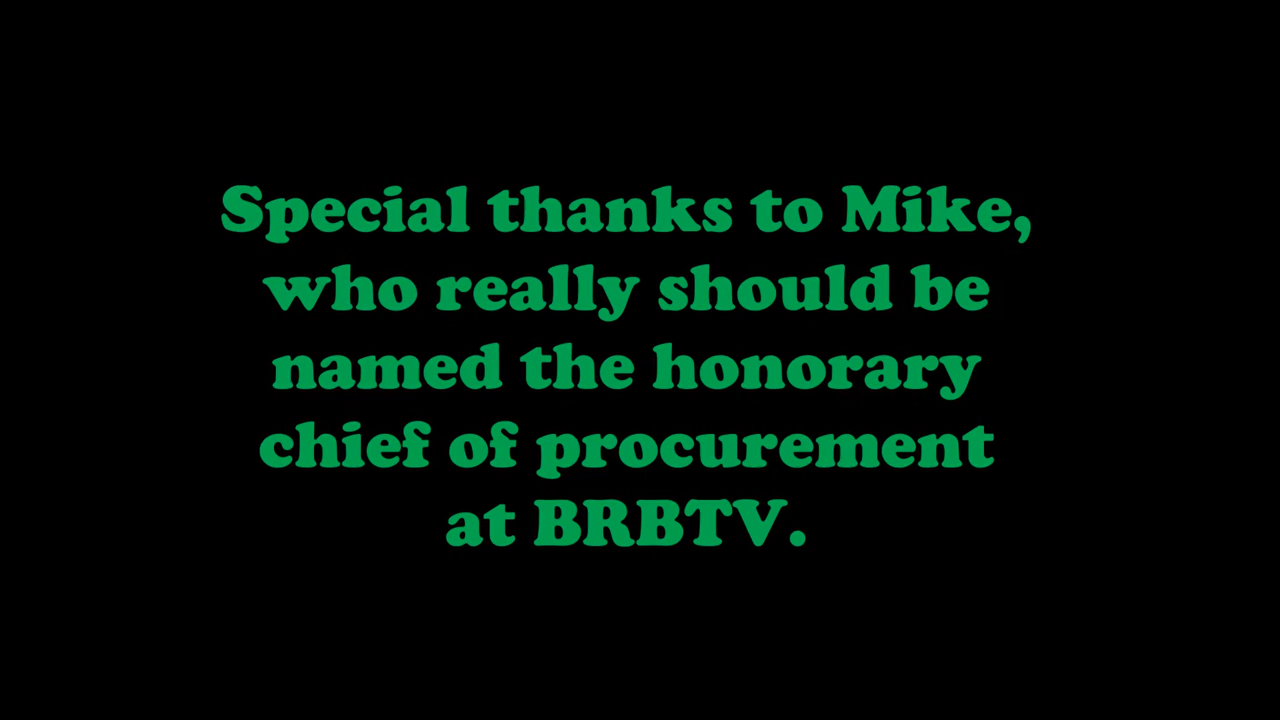 Special thanks to Mike,
who really should be
named the honorary
chief of procurement
at BRBTV.